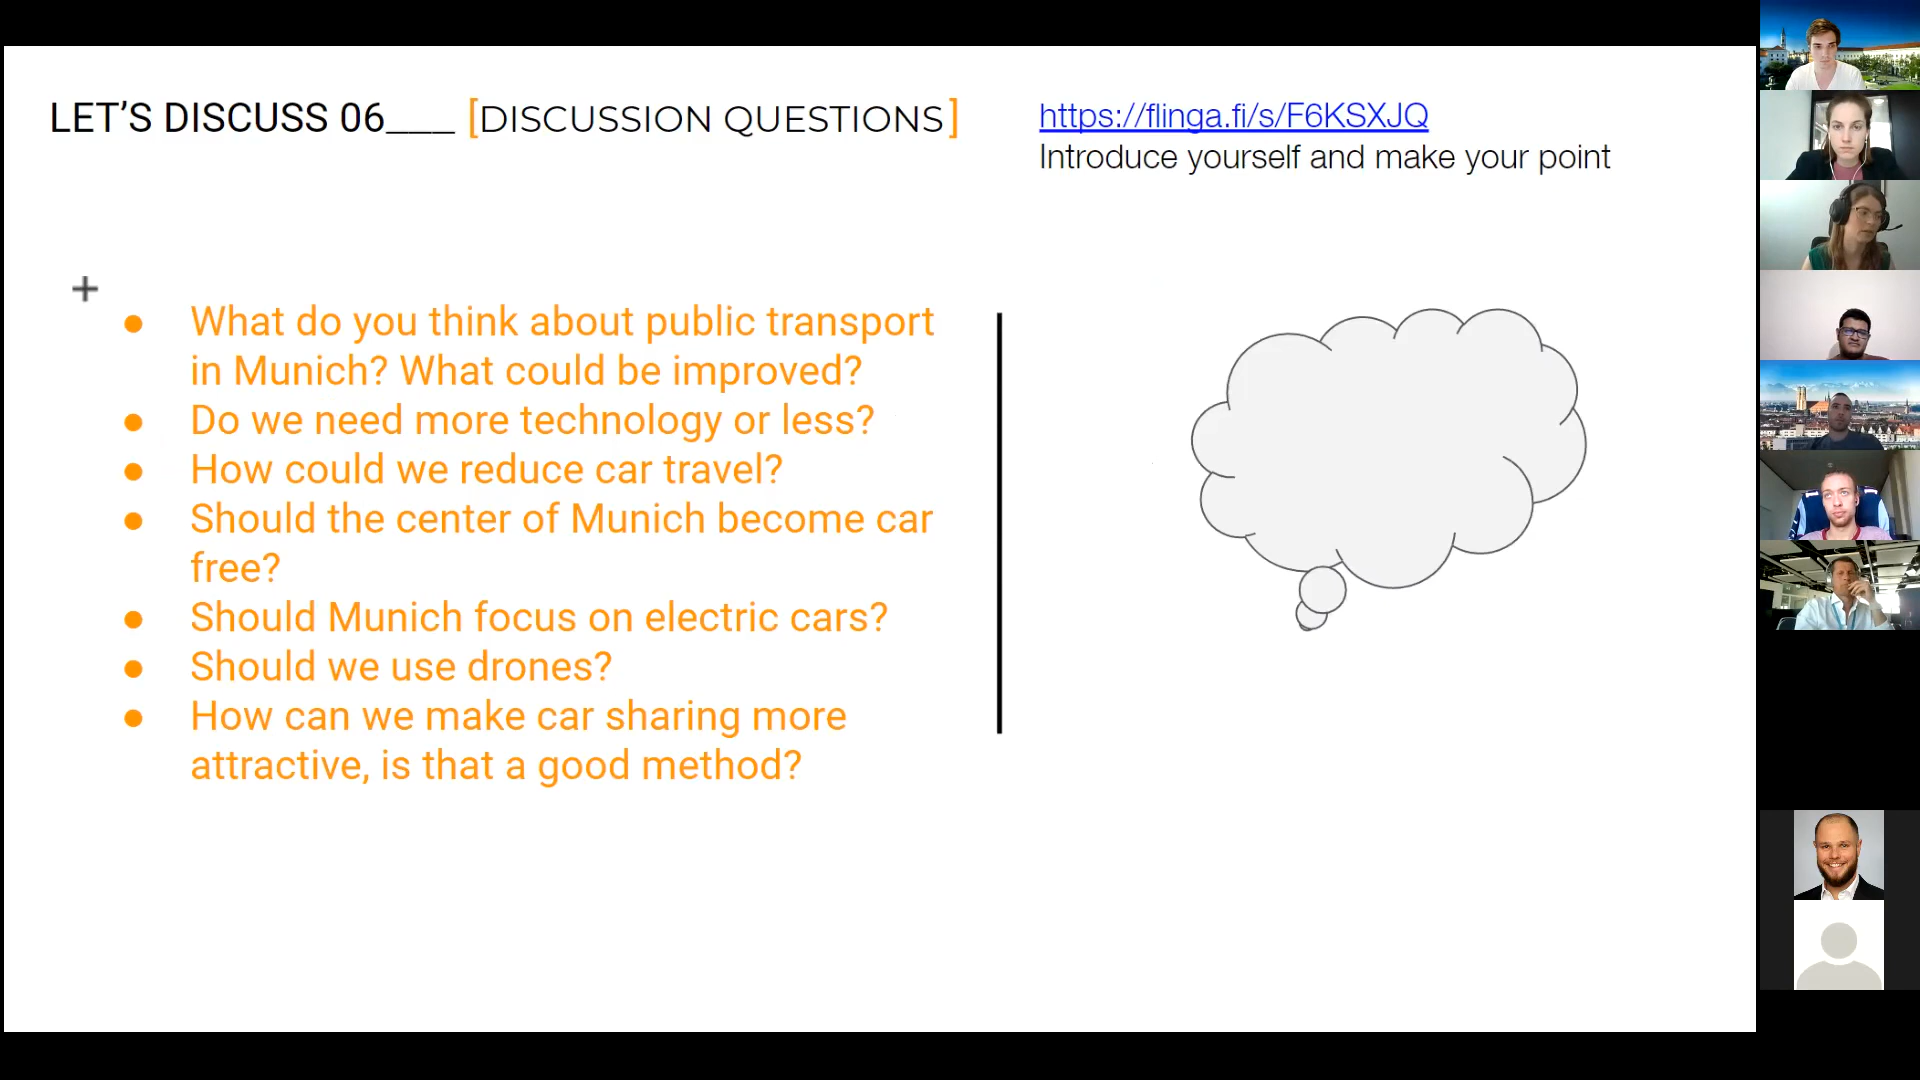 LET’S DISCUSS 06___ [DISCUSSION QUESTIONS]
https://flinga.fi/s/F6KSXJQ
Introduce yourself and make your point
● What do you think about public transport
in Munich? What could be improved?
● Do we need more technology or less?
● How could we reduce car travel?
● Should the center of Munich become car
free?
● Should Munich focus on electric cars?
● Should we use drones?
● How can we make car sharing more
attractive, is that a good method?